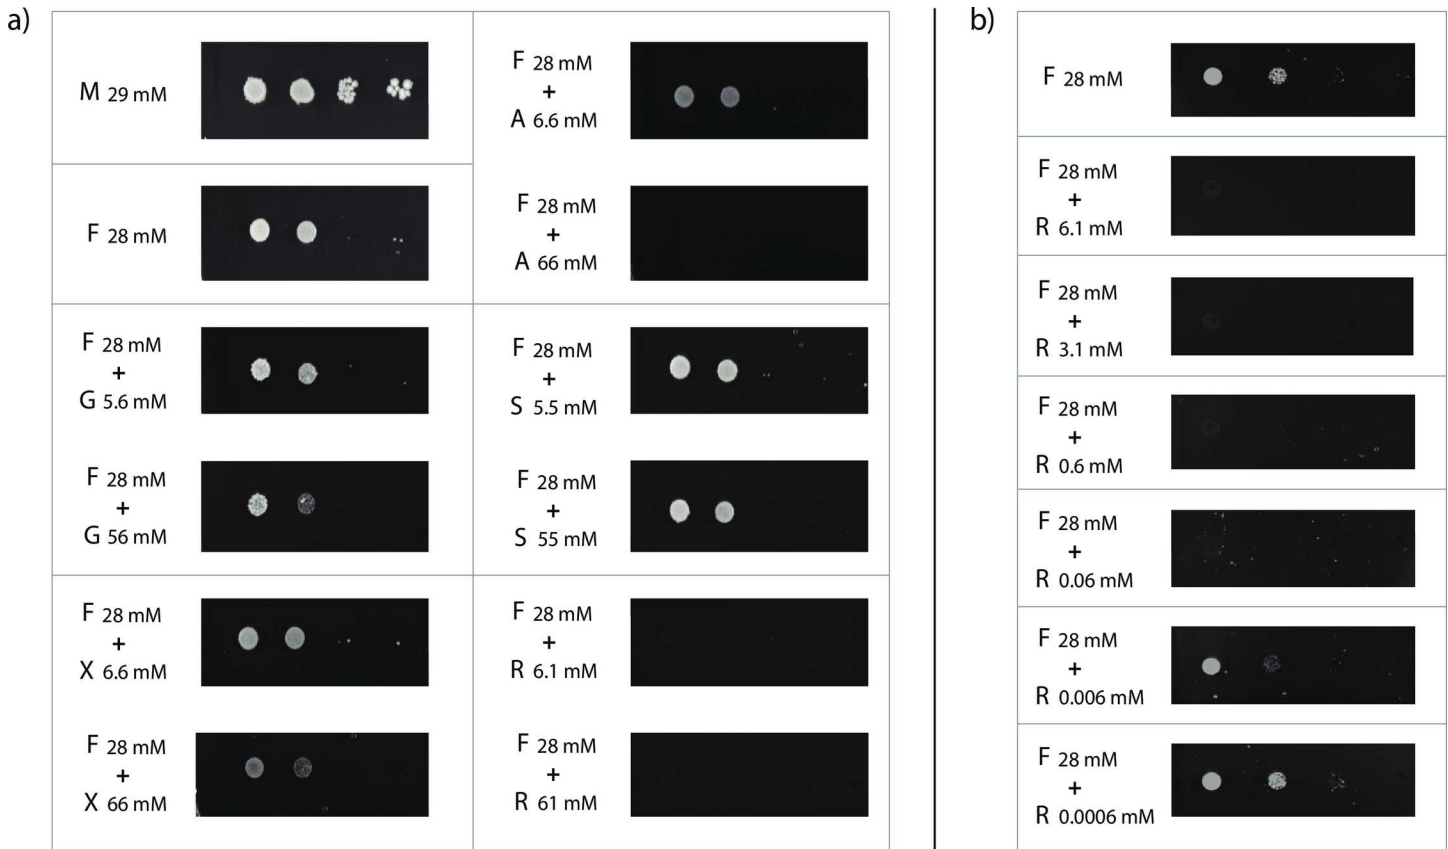 a)
M 29 mM
F 28 mM
F 28 mM
+
G 5.6 mM
F 28 mM
+
G 56 mM
F 28 mM
+
X 6.6 mM
F 28 mM
+
X 66 mM
F 28 mM
+
A 6.6 mM
F 28 mM
+
A 66 mM
F 28 mM
+
S 5.5 mM
F 28 mM
+
S 55 mM
F 28 mM
+
R 6.1 mM
F 28 mM
+
R 61 mM
b)
F 28 mM
F 28 mM
+
R 6.1 mM
F 28 mM
+
R 3.1 mM
F 28 mM
+
R 0.6 mM
F 28 mM
+
R 0.06 mM
F 28 mM
+
R 0.006 mM
F 28 mM
+
R 0.0006 mM